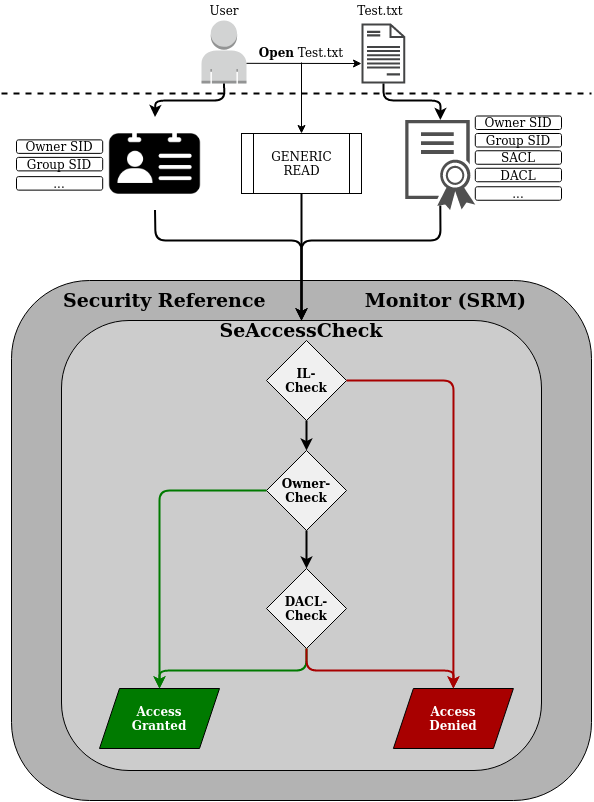 User
Test.txt
Open Test.txt
Owner SID
Group SID
...
GENERIC
READ
Owner SID
Group SID
SACL
DACL
...
Security Reference Monitor (SRM)
SeAccessCheck
IL-
Check
Owner-
Check
DACL-
Check
Access
Granted
Access
Denied